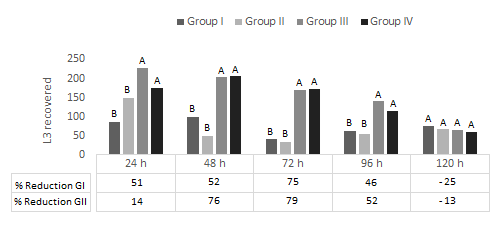 Group I Group II Group III Group IV
L3 recovered
250
200
150
100
50
0
B B A A
B B A A
B B A A
B B A A
A A A A
24 h 48 h 72 h 96 h 120 h
% Reduction GI 51 52 75 46 - 25
% Reduction GII 14 76 79 52 - 13